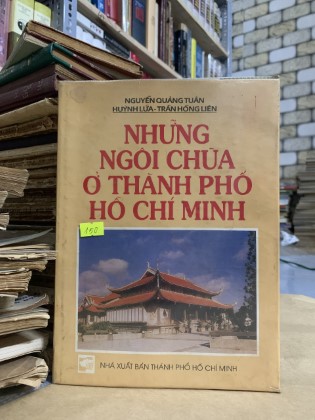 NGUYỄN QUẢNG TUÂN
HUỲNH LỨA - TRẦN HỒNG LIÊN
NHỮNG
NGÔI CHÙA
Ở THÀNH PHỐ
HỒ CHÍ MINH
150
NHÀ XUẤT BẢN THÀNH PHỐ HỒ CHÍ MINH